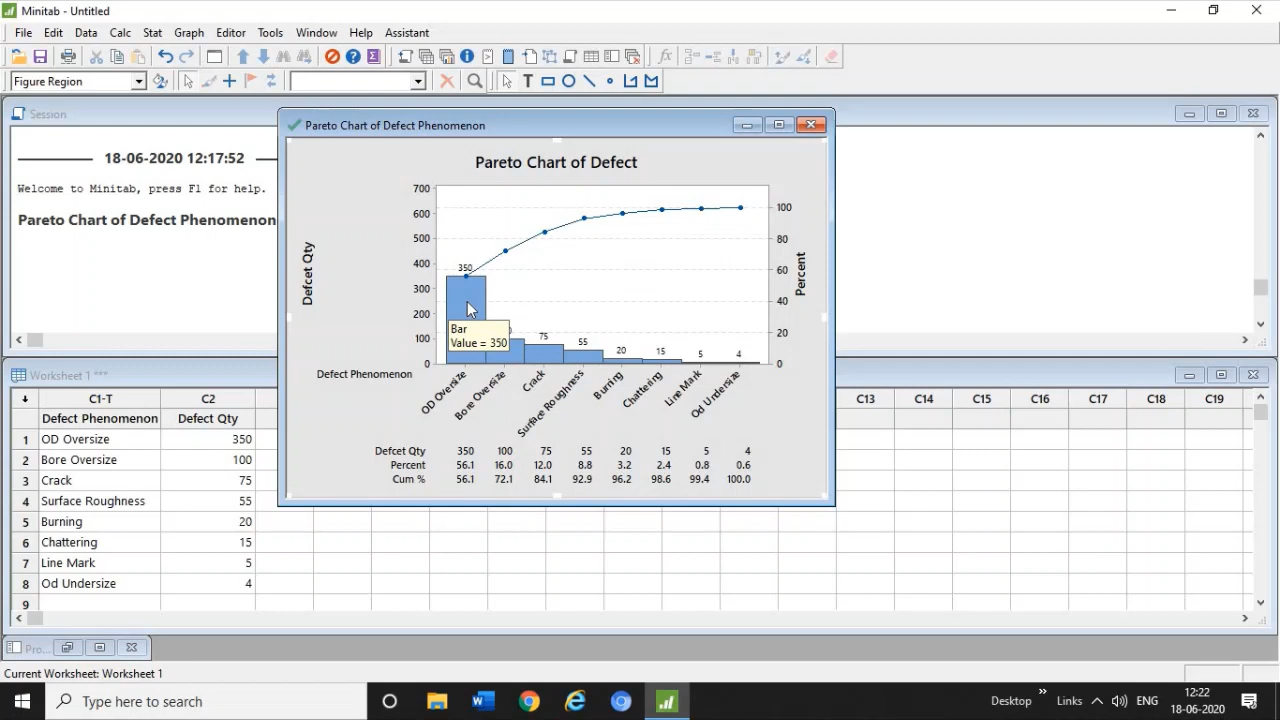 Minitab - Untitled
File Edit Data Calc Stat Graph Editor Tools Window Help Assistant
Figure Region
Session
18-06-2020 12:17:52
Welcome to Minitab, press F1 for help.
Pareto Chart of Defect Phenomenon
Pareto Chart of Defect Phenomenon
Pareto Chart of Defect
700
600
500
400
300
200
100
0
Defcet Qty
100
80
60
40
20
0
Percent
350
75
55
20
15
5
4
Bar
Value = 350
Defect Phenomenon
OD Oversize
Bore Oversize
Crack
Surface Roughness
Burning
Chattering
Line Mark
Od Undersize
Defcet Qty 350 100 75 55 20 15 5 4
Percent 56.1 16.0 12.0 8.8 3.2 2.4 0.8 0.6
Cum % 56.1 72.1 84.1 92.9 96.2 98.6 99.4 100.0
Worksheet 1 ***
C1-T C2 C13 C14 C15 C16 C17 C18 C19
Defect Phenomenon Defect Qty
1 OD Oversize 350
2 Bore Oversize 100
3 Crack 75
4 Surface Roughness 55
5 Burning 20
6 Chattering 15
7 Line Mark 5
8 Od Undersize 4
9
Pro...
Current Worksheet: Worksheet 1
Type here to search
Desktop Links ENG
12:22
18-06-2020